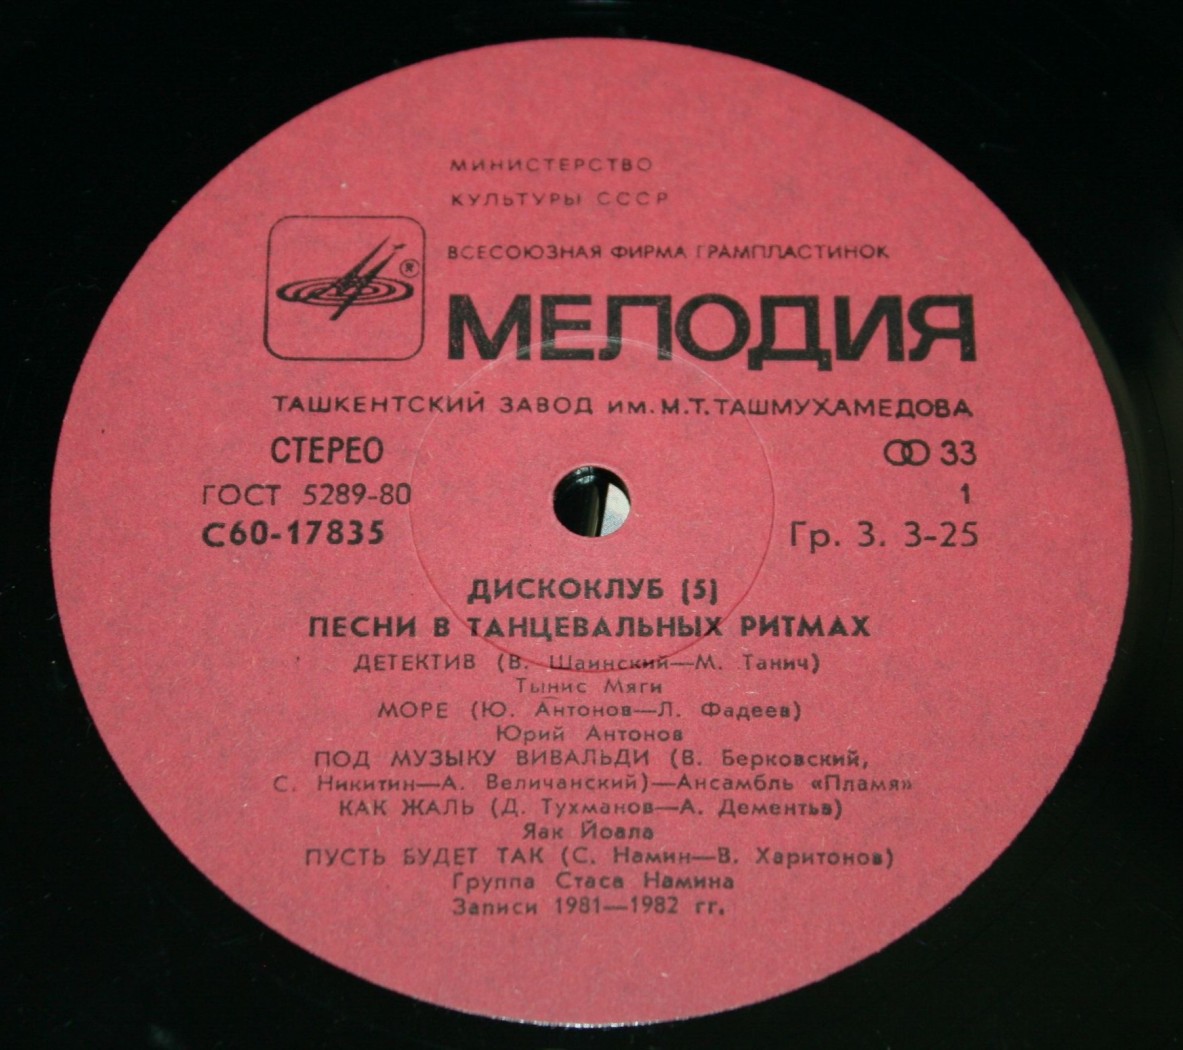 МИНИСТЕРСТВО
КУЛЬТУРЫ СССР
ВСЕСОЮЗНАЯ ФИРМА ГРАМПЛАСТИНОК
®
МЕЛОДИЯ
ТАШКЕНТСКИЙ ЗАВОД ИМ. М.Т. ТАШМУХАМЕДОВА
СТЕРЕО
33
ГОСТ 5289-80
1
С60-17835
Гр. 3. 3-25
ДИСКОКЛУБ (5)
ПЕСНИ В ТАНЦЕВАЛЬНЫХ РИТМАХ
ДЕТЕКТИВ (В. Шаинский—М. Танич)
Тынис Мяги
МОРЕ (Ю. Антонов—Л. Фадеев)
Юрий Антонов
ПОД МУЗЫКУ ВИВАЛЬДИ (В. Берковский,
С. Никитин—А. Величанский)—Ансамбль «Пламя»
КАК ЖАЛЬ (Д. Тухманов—А. Дементьв)
Яак Йоала
ПУСТЬ БУДЕТ ТАК (С. Намин—В. Харитонов)
Группа Стаса Намина
Записи 1981—1982 гг.